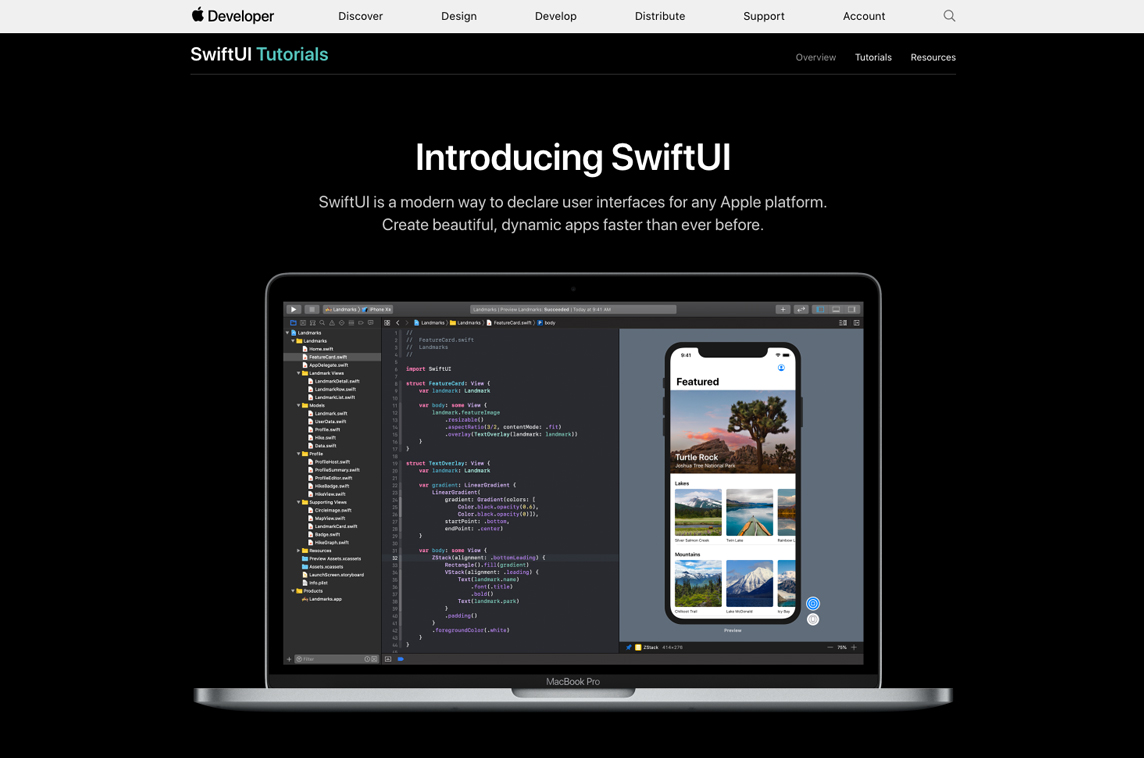 Developer
Discover
Design
Develop
Distribute
Support
Account
SwiftUI Tutorials
Overview
Tutorials
Resources
Introducing SwiftUI
SwiftUI is a modern way to declare user interfaces for any Apple platform.
Create beautiful, dynamic apps faster than ever before.
Landmarks
Landmarks | Preview Landmarks: Succeeded | Today at 9:41 AM
Landmarks
Landmarks
Home.swift
FeatureCard.swift
AppDelegate.swift
Landmark Views
LandmarkDetail.swift
LandmarkRow.swift
LandmarkList.swift
Models
Landmark.swift
UserData.swift
Profile.swift
Hike.swift
Data.swift
Profile
ProfileHost.swift
ProfileSummary.swift
ProfileEditor.swift
HikeBadge.swift
HikeView.swift
Supporting Views
CircleImage.swift
MapView.swift
LandmarkCard.swift
Badge.swift
HikeGraph.swift
Resources
Preview Assets.xcassets
Assets.xcassets
LaunchScreen.storyboard
Info.plist
Products
Landmarks.app
Filter
Landmarks Landmarks FeatureCard.swift body
//
// FeatureCard.swift
// Landmarks
//
import SwiftUI
struct FeatureCard: View {
var landmark: Landmark
var body: some View {
landmark.featureImage
.resizable()
.aspectRatio(3/2, contentMode: .fit)
.overlay(TextOverlay(landmark: landmark))
}
}
struct TextOverlay: View {
var landmark: Landmark
var gradient: LinearGradient {
LinearGradient(
gradient: Gradient(colors: [
Color.black.opacity(0.6),
Color.black.opacity(0)]),
startPoint: .bottom,
endPoint: .center)
}
var body: some View {
ZStack(alignment: .bottomLeading) {
Rectangle().fill(gradient)
VStack(alignment: .leading) {
Text(landmark.name)
.font(.title)
.bold()
Text(landmark.park)
}
.padding()
}
.foregroundColor(.white)
}
}
9:41
Featured
Turtle Rock
Joshua Tree National Park
Lakes
Silver Salmon Creek
Twin Lake
Rainbow L
Mountains
Chilkoot Trail
Lake McDonald
Icy Bay
Preview
ZStack 414×276
75%
MacBook Pro